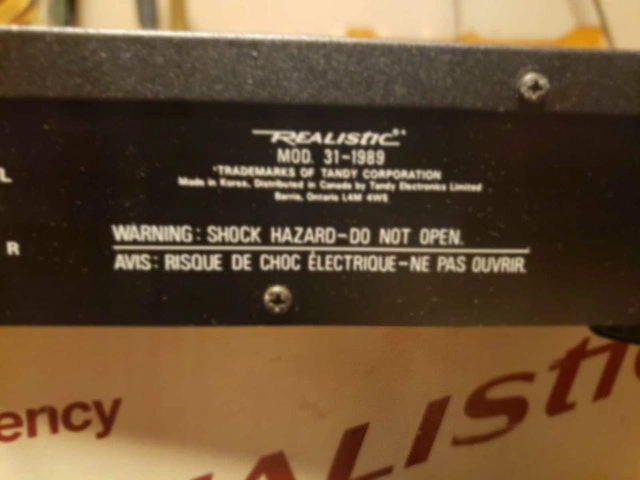 L
R
REALISTIC
MOD. 31-1989
*TRADEMARKS OF TANDY CORPORATION
Made in Korea. Distributed in Canada by Tandy Electronics Limited
Barrie, Ontario L4M 4W5
WARNING: SHOCK HAZARD-DO NOT OPEN.
AVIS: RISQUE DE CHOC ÉLECTRIQUE-NE PAS OUVRIR.
ency
ALISTIC